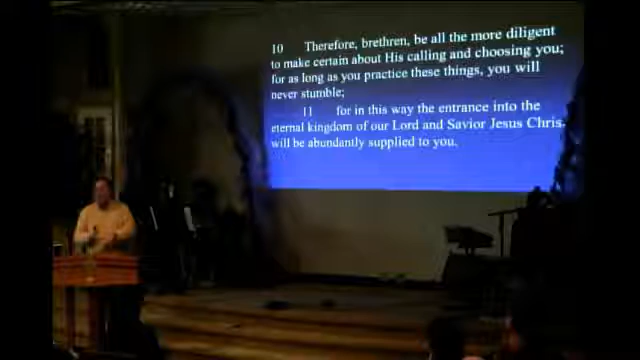 10 Therefore, brethren, be all the more diligent
to make certain about His calling and choosing you;
for as long as you practice these things, you will
never stumble;
11 for in this way the entrance into the
eternal kingdom of our Lord and Savior Jesus Chris
will be abundantly supplied to you.